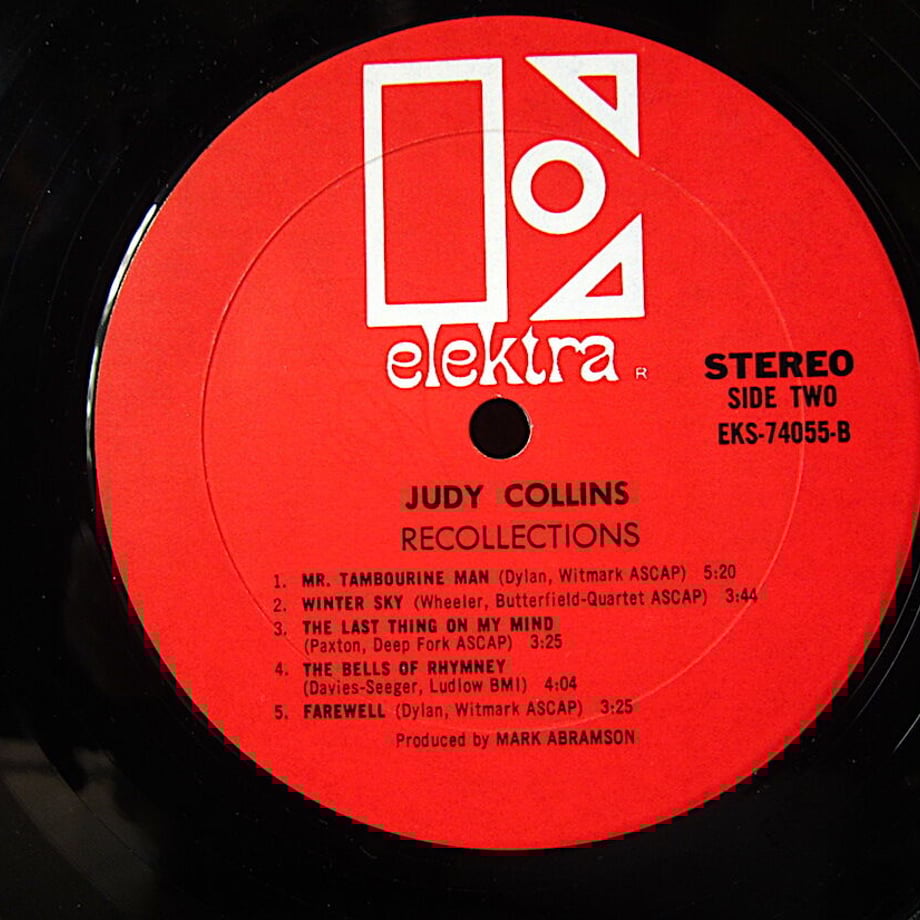 elektra ®
STEREO
SIDE TWO
EKS-74055-B
JUDY COLLINS
RECOLLECTIONS
1. MR. TAMBOURINE MAN (Dylan, Witmark ASCAP) 5:20
2. WINTER SKY (Wheeler, Butterfield-Quartet ASCAP) 3:44
3. THE LAST THING ON MY MIND
(Paxton, Deep Fork ASCAP) 3:25
4. THE BELLS OF RHYMNEY
(Davies-Seeger, Ludlow BMI) 4:04
5. FAREWELL (Dylan, Witmark ASCAP) 3:25
Produced by MARK ABRAMSON